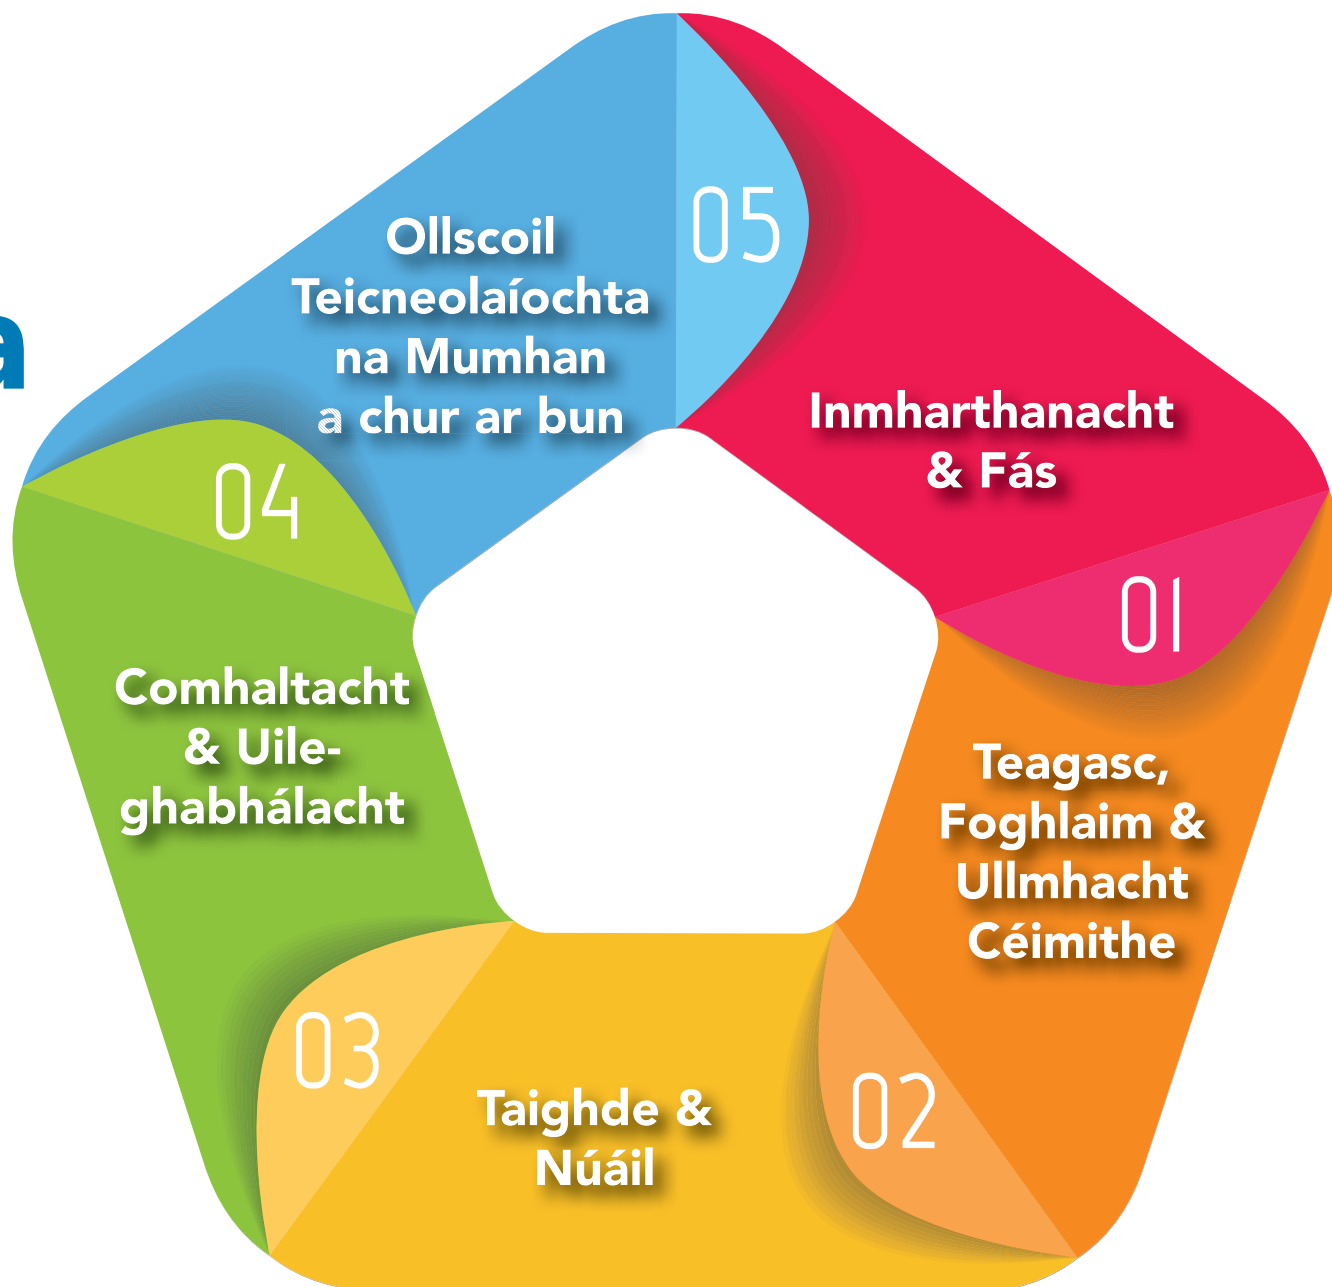 a
05
Ollscoil
Teicneolaíochta
na Mumhan
a chur ar bun
Inmharthanacht
& Fás
01
04
Comhaltacht
& Uile-
ghabhálacht
Teagasc,
Foghlaim &
Ullmhacht
Céimithe
03
02
Taighde &
Núáil